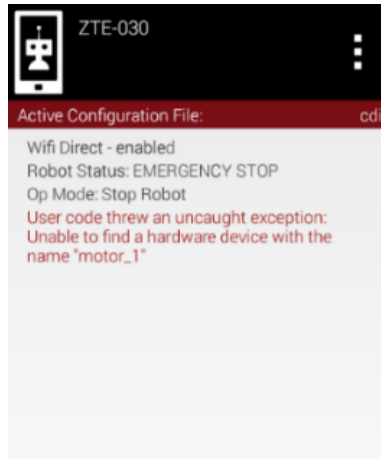 ZTE-030
Active Configuration File: cdi
Wifi Direct - enabled
Robot Status: EMERGENCY STOP
Op Mode: Stop Robot
User code threw an uncaught exception:
Unable to find a hardware device with the
name "motor_1"